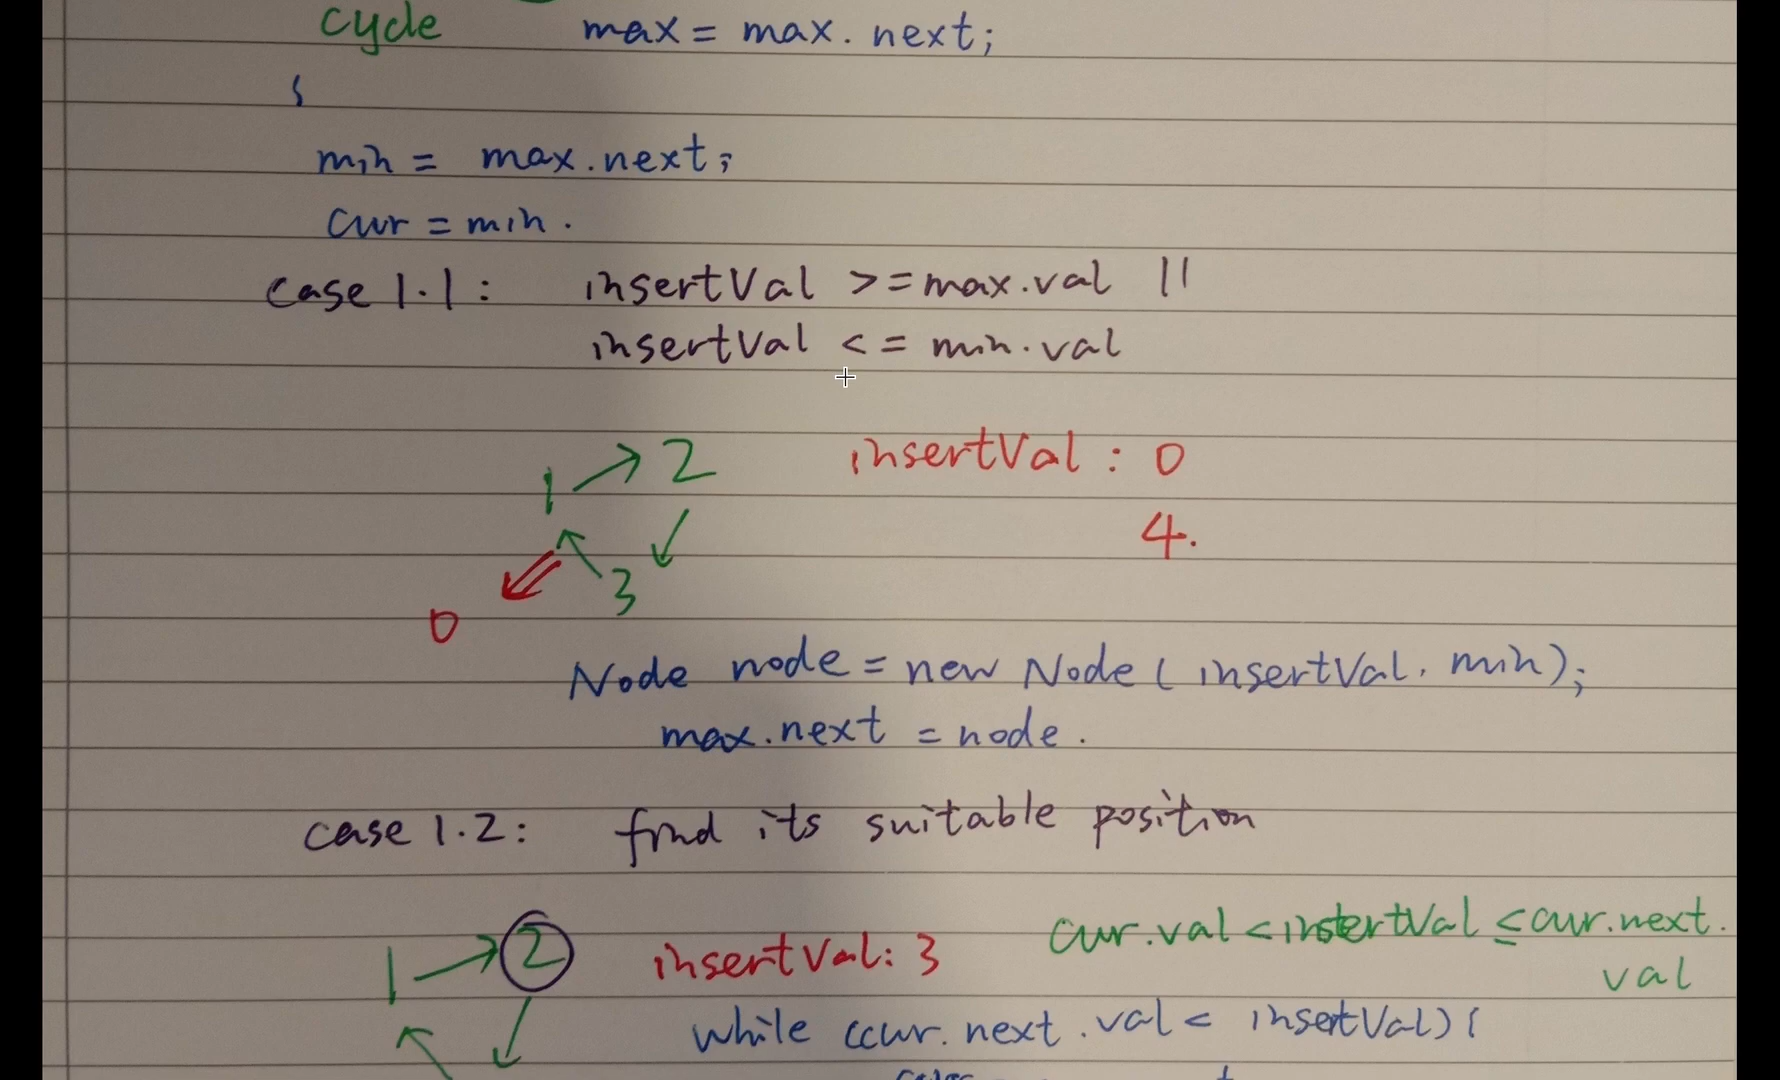 cycle max = max. next;
}
min = max.next;
cur = min.
case 1.1: insertVal >= max.val ||
insertVal <= min.val
1 → 2 insertVal : 0
4.
3
0
Node node = new Node ( insertVal, min);
max.next = node.
case 1.2: find its suitable position
cur.val < insertVal ≤ cur.next.
1 → 2 insertVal: 3
val
while (cur. next .val < insertVal) {